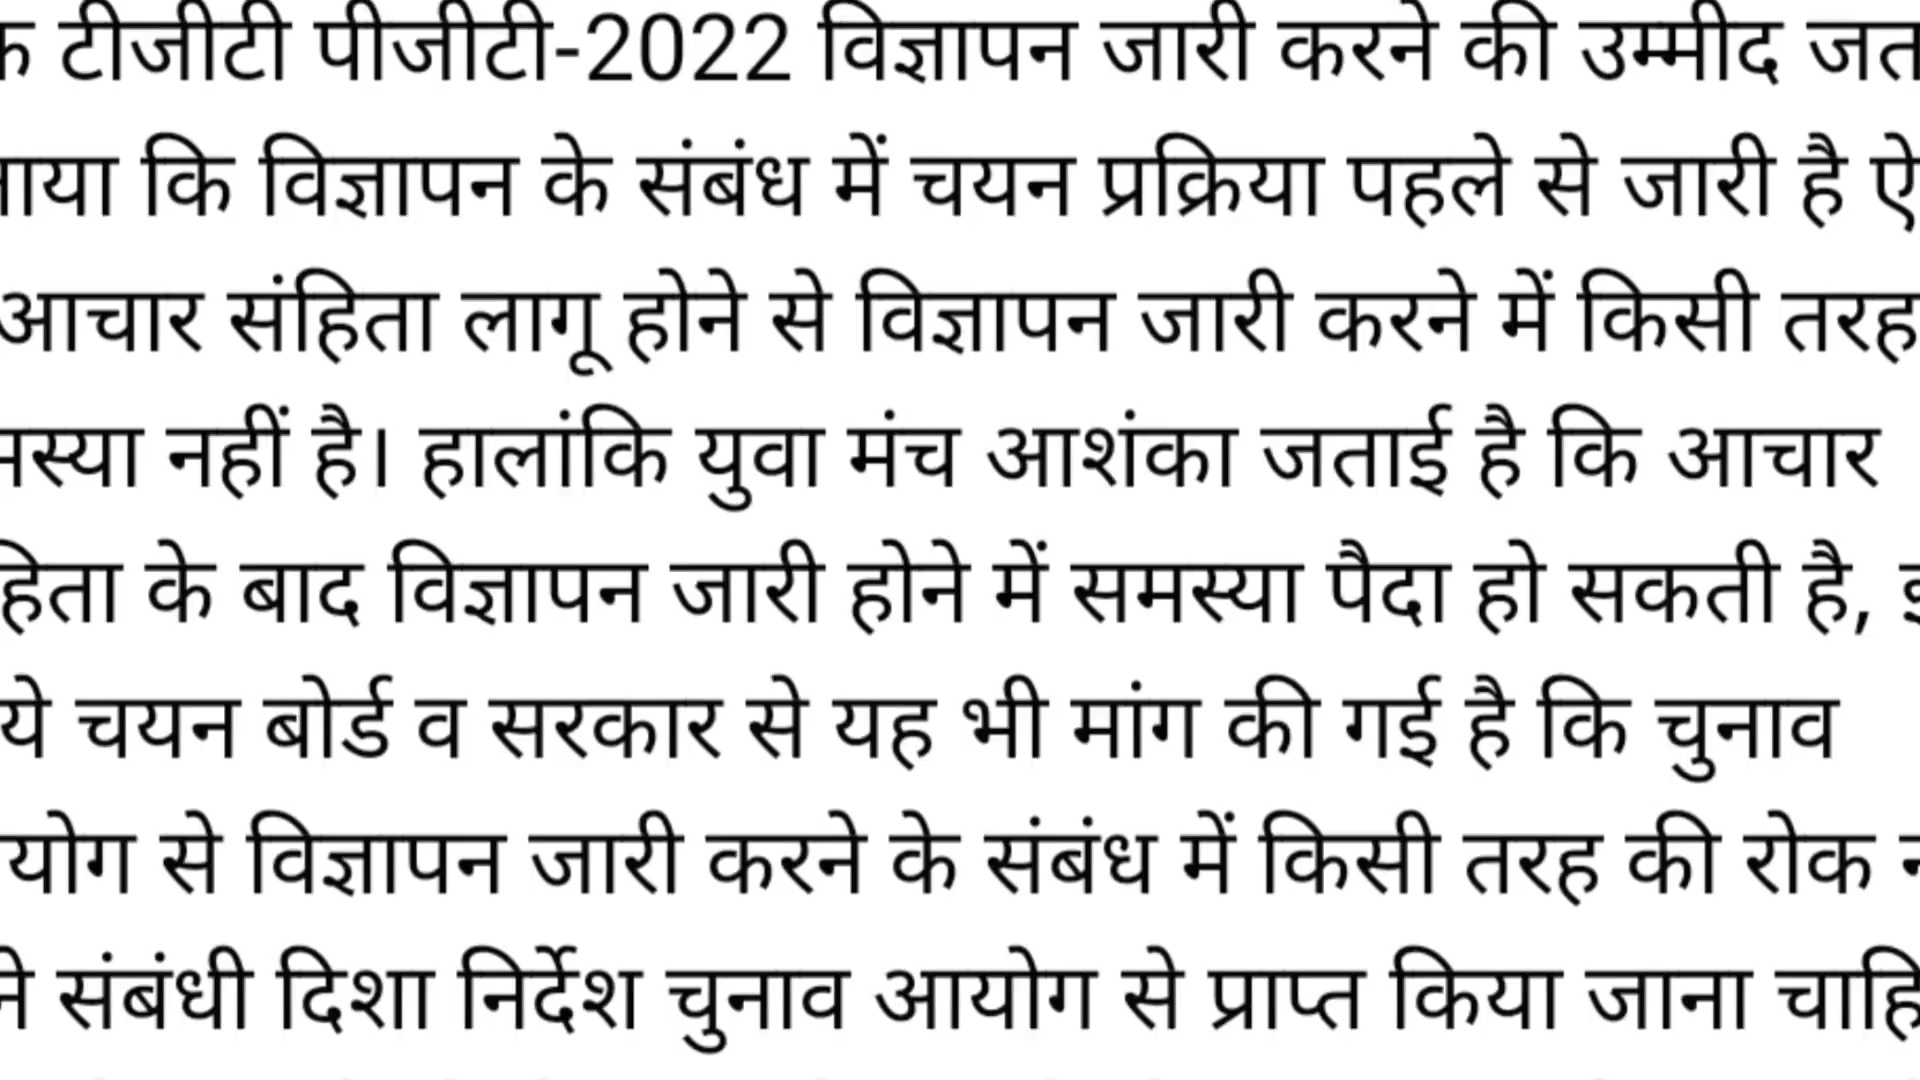 टीजीटी पीजीटी-2022 विज्ञापन जारी करने की उम्मीद
कि विज्ञापन के संबंध में चयन प्रक्रिया पहले से जारी है
आचार संहिता लागू होने से विज्ञापन जारी करने में किसी तरह
नहीं है। हालांकि युवा मंच आशंका जताई है कि आचार
के बाद विज्ञापन जारी होने में समस्या पैदा हो सकती है,
ये चयन बोर्ड व सरकार से यह भी मांग की गई है कि चुनाव
योग से विज्ञापन जारी करने के संबंध में किसी तरह की रोक
संबंधी दिशा निर्देश चुनाव आयोग से प्राप्त किया जाना